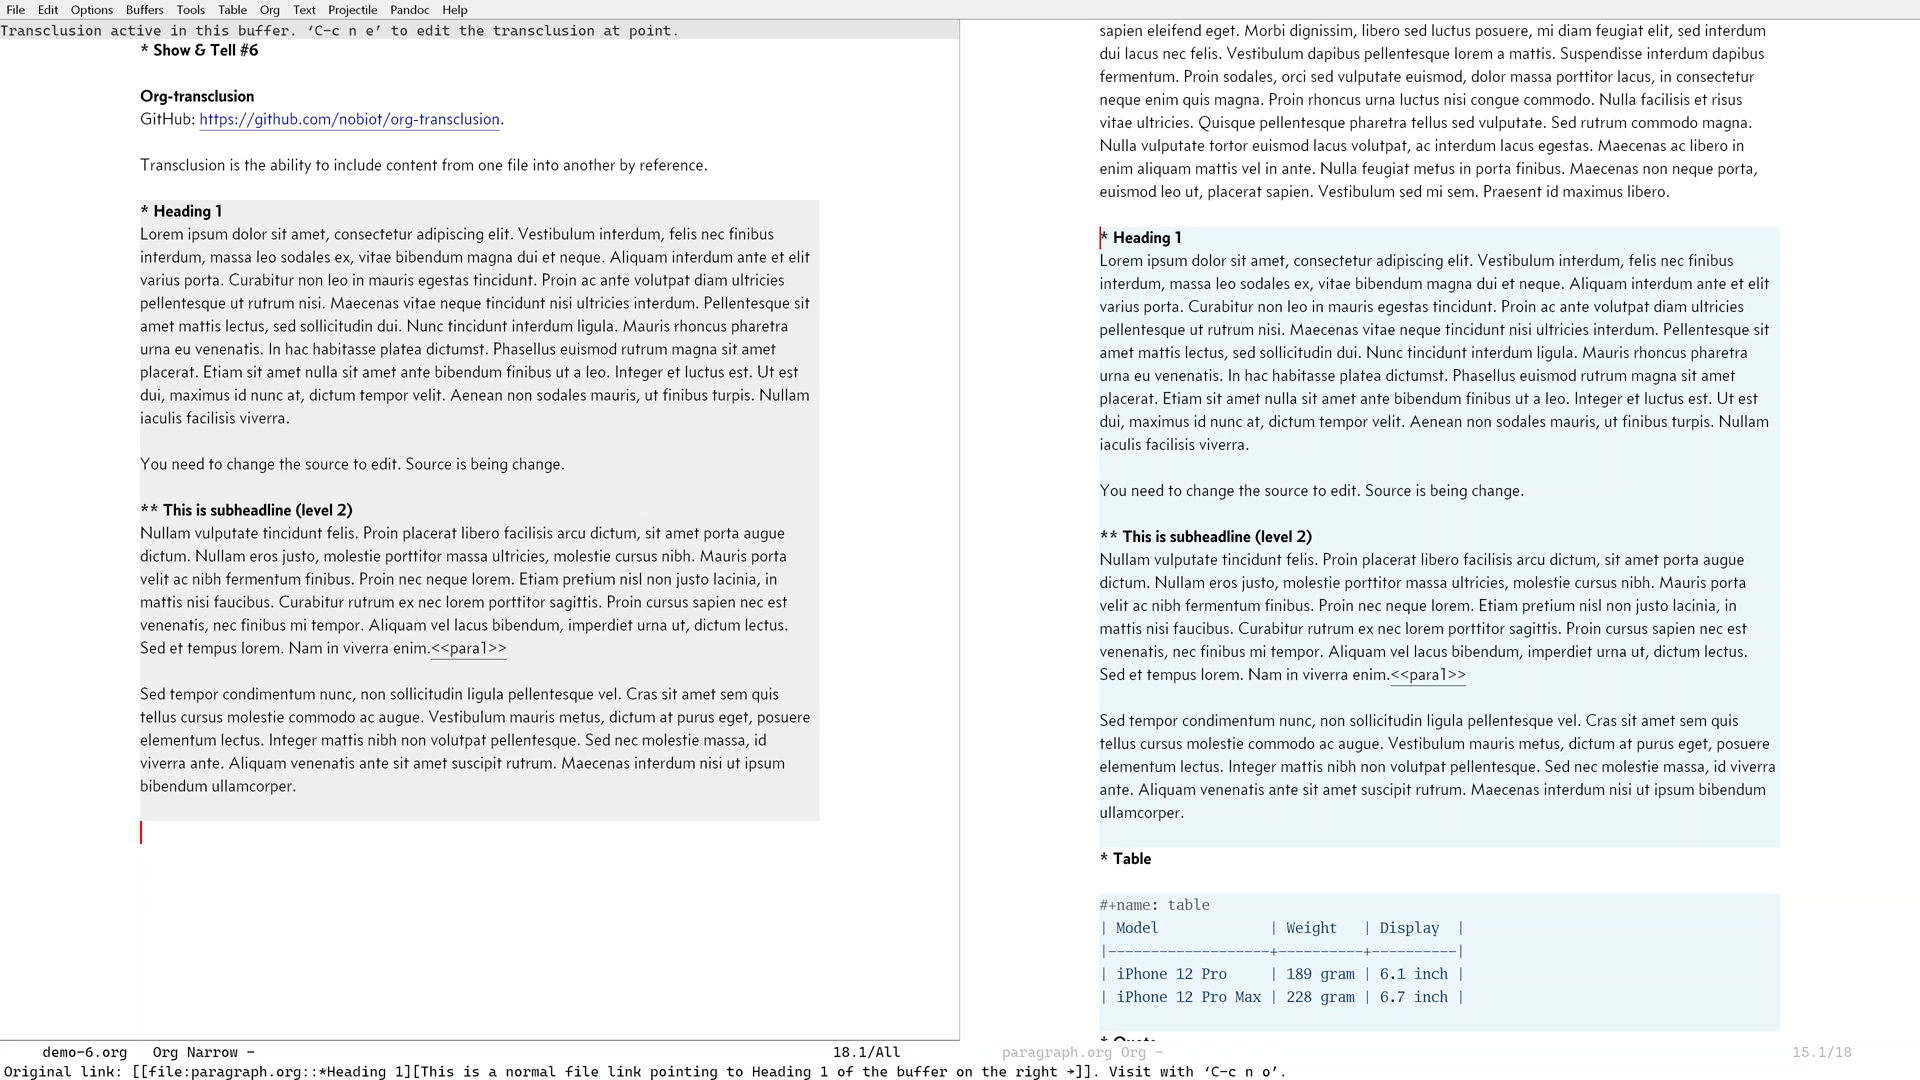 File Edit Options Buffers Tools Table Org Text Projectile Pandoc Help
Transclusion active in this buffer. ‘C-c n e’ to edit the transclusion at point.
* Show & Tell #6
Org-transclusion
GitHub: https://github.com/nobiot/org-transclusion.
Transclusion is the ability to include content from one file into another by reference.
* Heading 1
Lorem ipsum dolor sit amet, consectetur adipiscing elit. Vestibulum interdum, felis nec finibus
interdum, massa leo sodales ex, vitae bibendum magna dui et neque. Aliquam interdum ante et elit
varius porta. Curabitur non leo in mauris egestas tincidunt. Proin ac ante volutpat diam ultricies
pellentesque ut rutrum nisi. Maecenas vitae neque tincidunt nisi ultricies interdum. Pellentesque sit
amet mattis lectus, sed sollicitudin dui. Nunc tincidunt interdum ligula. Mauris rhoncus pharetra
urna eu venenatis. In hac habitasse platea dictumst. Phasellus euismod rutrum magna sit amet
placerat. Etiam sit amet nulla sit amet ante bibendum finibus ut a leo. Integer et luctus est. Ut est
dui, maximus id nunc at, dictum tempor velit. Aenean non sodales mauris, ut finibus turpis. Nullam
iaculis facilisis viverra.
You need to change the source to edit. Source is being change.
** This is subheadline (level 2)
Nullam vulputate tincidunt felis. Proin placerat libero facilisis arcu dictum, sit amet porta augue
dictum. Nullam eros justo, molestie porttitor massa ultricies, molestie cursus nibh. Mauris porta
velit ac nibh fermentum finibus. Proin nec neque lorem. Etiam pretium nisl non justo lacinia, in
mattis nisi faucibus. Curabitur rutrum ex nec lorem porttitor sagittis. Proin cursus sapien nec est
venenatis, nec finibus mi tempor. Aliquam vel lacus bibendum, imperdiet urna ut, dictum lectus.
Sed et tempus lorem. Nam in viverra enim.<<para1>>
Sed tempor condimentum nunc, non sollicitudin ligula pellentesque vel. Cras sit amet sem quis
tellus cursus molestie commodo ac augue. Vestibulum mauris metus, dictum at purus eget, posuere
elementum lectus. Integer mattis nibh non volutpat pellentesque. Sed nec molestie massa, id
viverra ante. Aliquam venenatis ante sit amet suscipit rutrum. Maecenas interdum nisi ut ipsum
bibendum ullamcorper.
demo-6.org Org Narrow - 18.1/All
sapien eleifend eget. Morbi dignissim, libero sed luctus posuere, mi diam feugiat elit, sed interdum
dui lacus nec felis. Vestibulum dapibus pellentesque lorem a mattis. Suspendisse interdum dapibus
fermentum. Proin sodales, orci sed vulputate euismod, dolor massa porttitor lacus, in consectetur
neque enim quis magna. Proin rhoncus urna luctus nisi congue commodo. Nulla facilisis et risus
vitae ultricies. Quisque pellentesque pharetra tellus sed vulputate. Sed rutrum commodo magna.
Nulla vulputate tortor euismod lacus volutpat, ac interdum lacus egestas. Maecenas ac libero in
enim aliquam mattis vel in ante. Nulla feugiat metus in porta finibus. Maecenas non neque porta,
euismod leo ut, placerat sapien. Vestibulum sed mi sem. Praesent id maximus libero.
* Heading 1
Lorem ipsum dolor sit amet, consectetur adipiscing elit. Vestibulum interdum, felis nec finibus
interdum, massa leo sodales ex, vitae bibendum magna dui et neque. Aliquam interdum ante et elit
varius porta. Curabitur non leo in mauris egestas tincidunt. Proin ac ante volutpat diam ultricies
pellentesque ut rutrum nisi. Maecenas vitae neque tincidunt nisi ultricies interdum. Pellentesque sit
amet mattis lectus, sed sollicitudin dui. Nunc tincidunt interdum ligula. Mauris rhoncus pharetra
urna eu venenatis. In hac habitasse platea dictumst. Phasellus euismod rutrum magna sit amet
placerat. Etiam sit amet nulla sit amet ante bibendum finibus ut a leo. Integer et luctus est. Ut est
dui, maximus id nunc at, dictum tempor velit. Aenean non sodales mauris, ut finibus turpis. Nullam
iaculis facilisis viverra.
You need to change the source to edit. Source is being change.
** This is subheadline (level 2)
Nullam vulputate tincidunt felis. Proin placerat libero facilisis arcu dictum, sit amet porta augue
dictum. Nullam eros justo, molestie porttitor massa ultricies, molestie cursus nibh. Mauris porta
velit ac nibh fermentum finibus. Proin nec neque lorem. Etiam pretium nisl non justo lacinia, in
mattis nisi faucibus. Curabitur rutrum ex nec lorem porttitor sagittis. Proin cursus sapien nec est
venenatis, nec finibus mi tempor. Aliquam vel lacus bibendum, imperdiet urna ut, dictum lectus.
Sed et tempus lorem. Nam in viverra enim.<<para1>>
Sed tempor condimentum nunc, non sollicitudin ligula pellentesque vel. Cras sit amet sem quis
tellus cursus molestie commodo ac augue. Vestibulum mauris metus, dictum at purus eget, posuere
elementum lectus. Integer mattis nibh non volutpat pellentesque. Sed nec molestie massa, id viverra
ante. Aliquam venenatis ante sit amet suscipit rutrum. Maecenas interdum nisi ut ipsum bibendum
ullamcorper.
* Table
#+name: table
| Model | Weight | Display |
|-------------------+----------+----------|
| iPhone 12 Pro | 189 gram | 6.1 inch |
| iPhone 12 Pro Max | 228 gram | 6.7 inch |
paragraph.org Org - 15.1/18
Original link: [[file:paragraph.org::*Heading 1][This is a normal file link pointing to Heading 1 of the buffer on the right →]]. Visit with ‘C-c n o’.